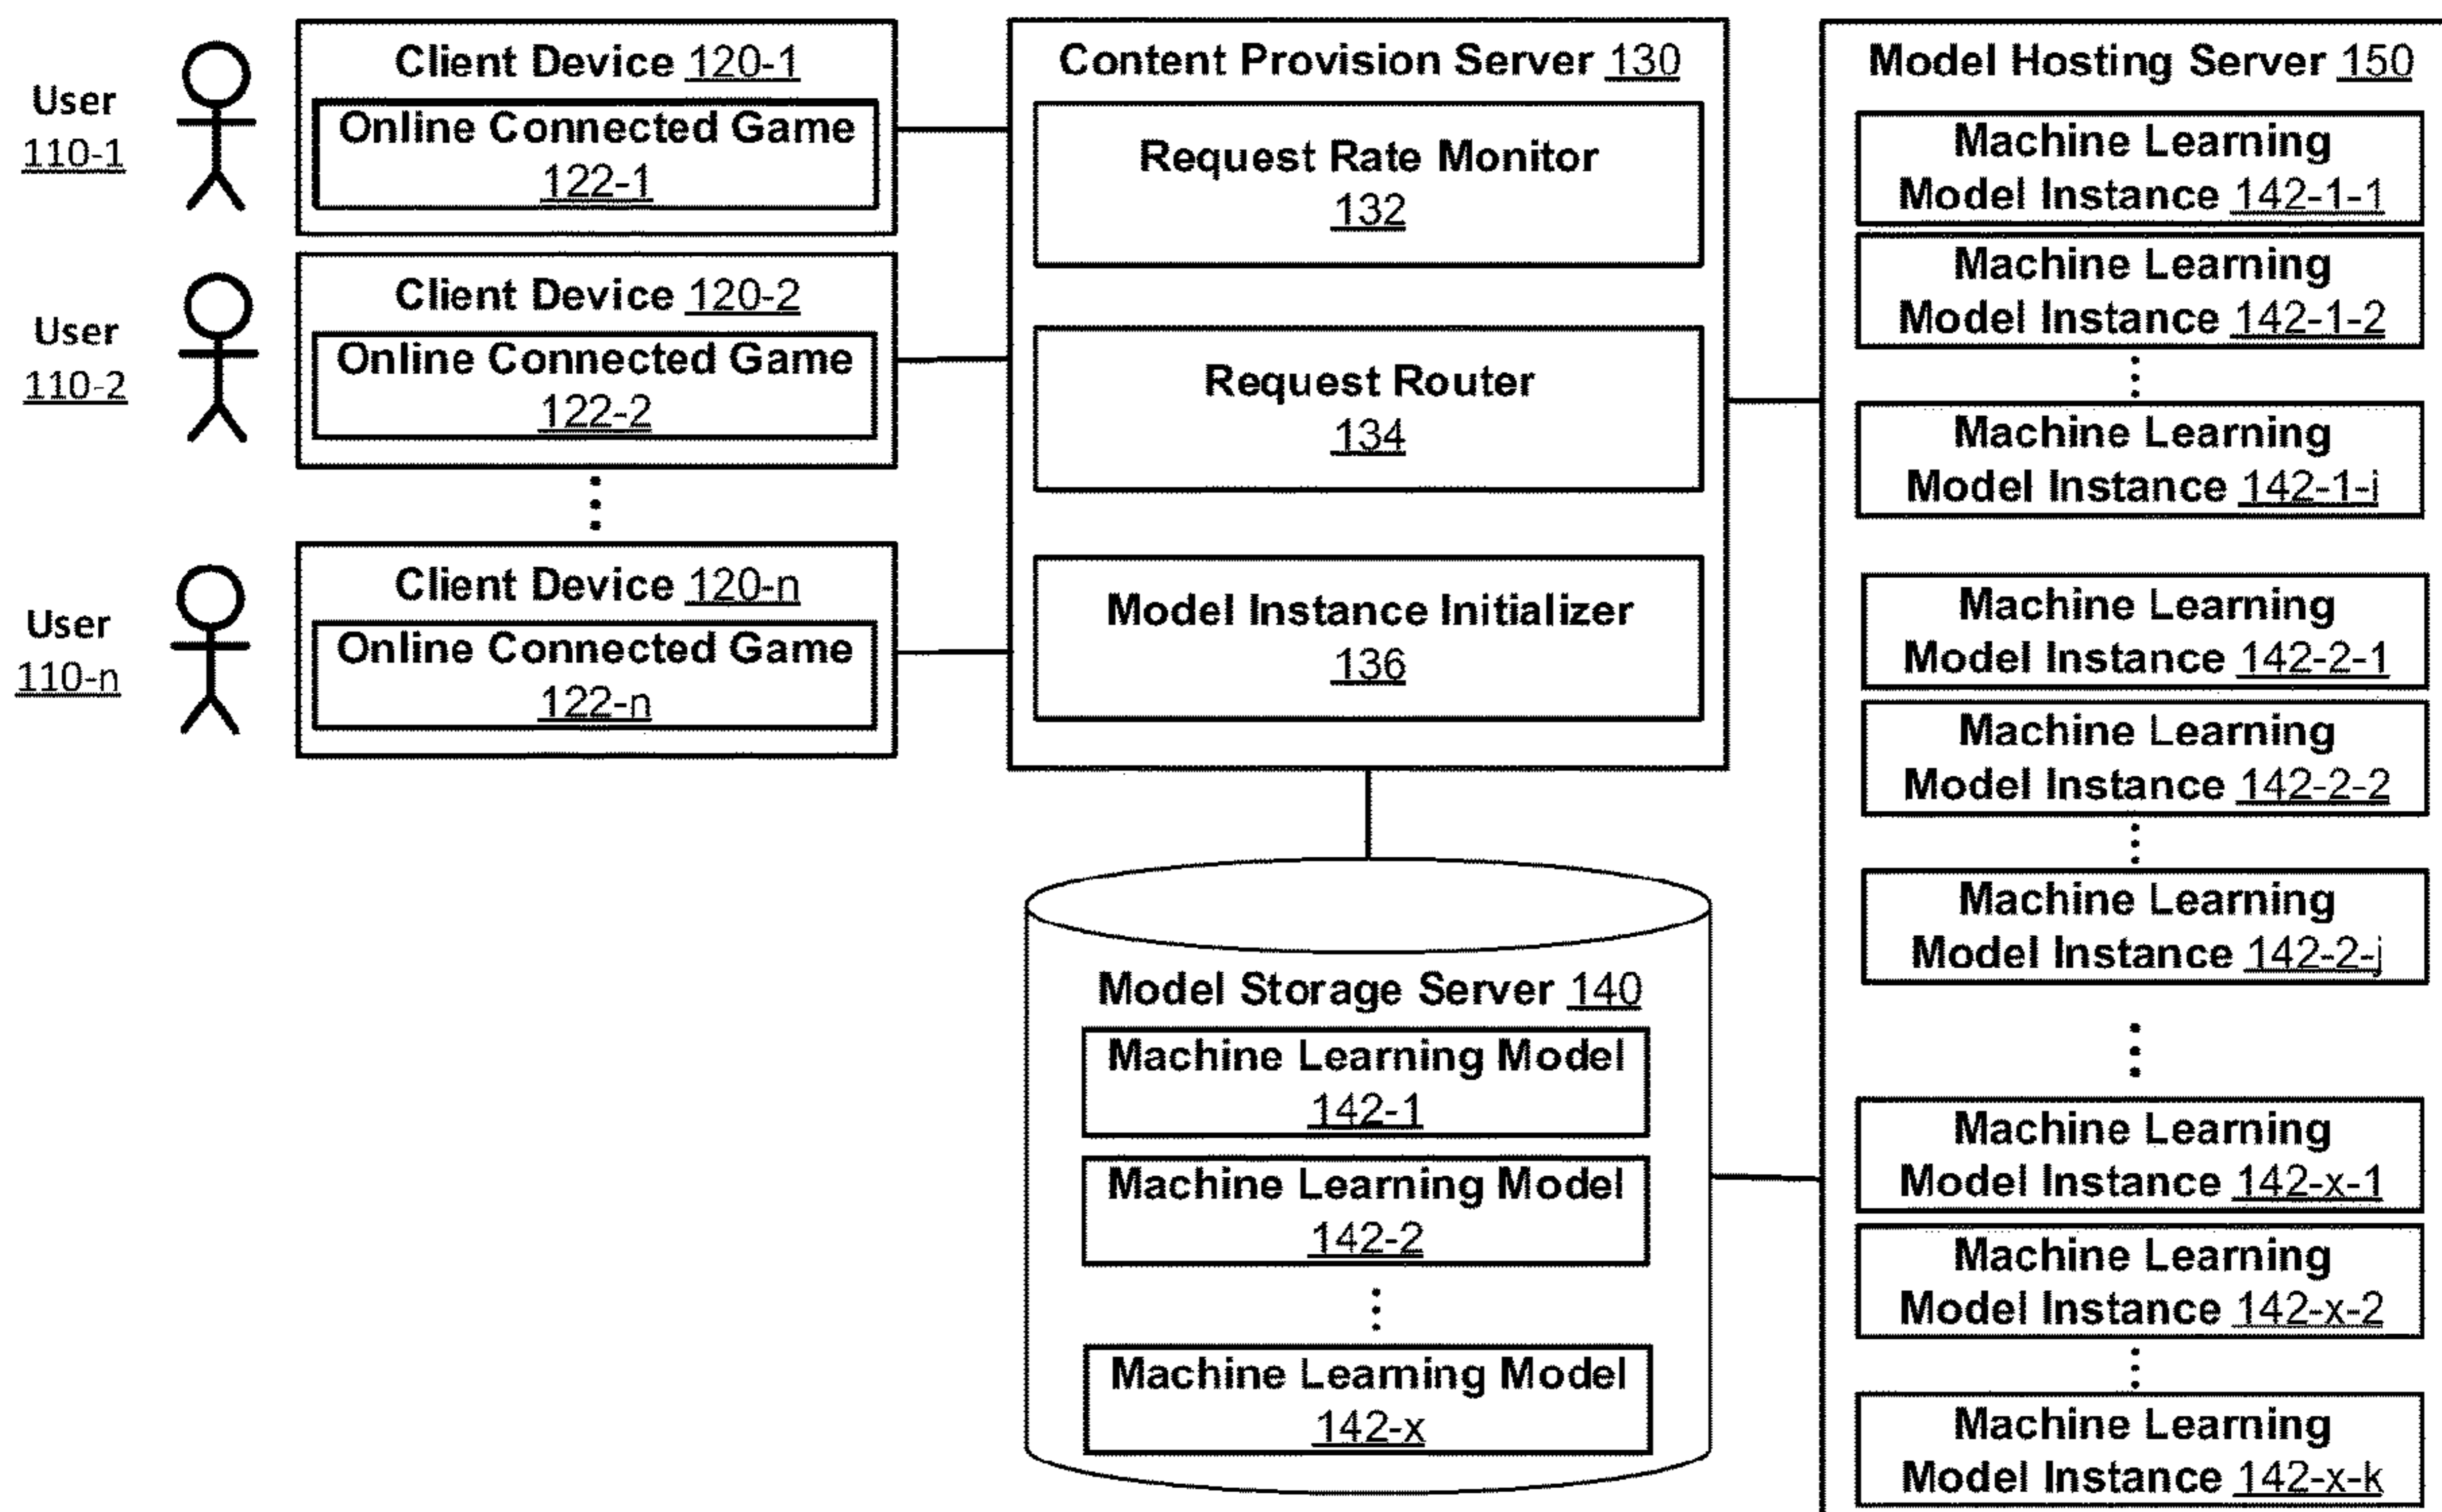 User
110-1
Client Device 120-1
Online Connected Game
122-1
User
110-2
Client Device 120-2
Online Connected Game
122-2
User
110-n
Client Device 120-n
Online Connected Game
122-n
Content Provision Server 130
Request Rate Monitor
132
Request Router
134
Model Instance Initializer
136
Model Storage Server 140
Machine Learning Model
142-1
Machine Learning Model
142-2
Machine Learning Model
142-x
Model Hosting Server 150
Machine Learning
Model Instance 142-1-1
Machine Learning
Model Instance 142-1-2
Machine Learning
Model Instance 142-1-i
Machine Learning
Model Instance 142-2-1
Machine Learning
Model Instance 142-2-2
Machine Learning
Model Instance 142-2-j
Machine Learning
Model Instance 142-x-1
Machine Learning
Model Instance 142-x-2
Machine Learning
Model Instance 142-x-k